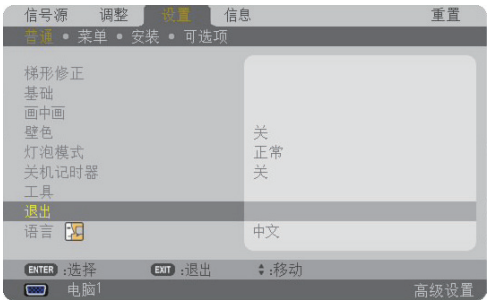 信号源 调整 设置 信息 重置
普通 • 菜单 • 安装 • 可选项
梯形修正
基础
画中画
壁色 关
灯泡模式 正常
关机记时器 关
工具
退出
语言 中文
ENTER :选择 EXIT :退出 :移动
电脑1 高级设置